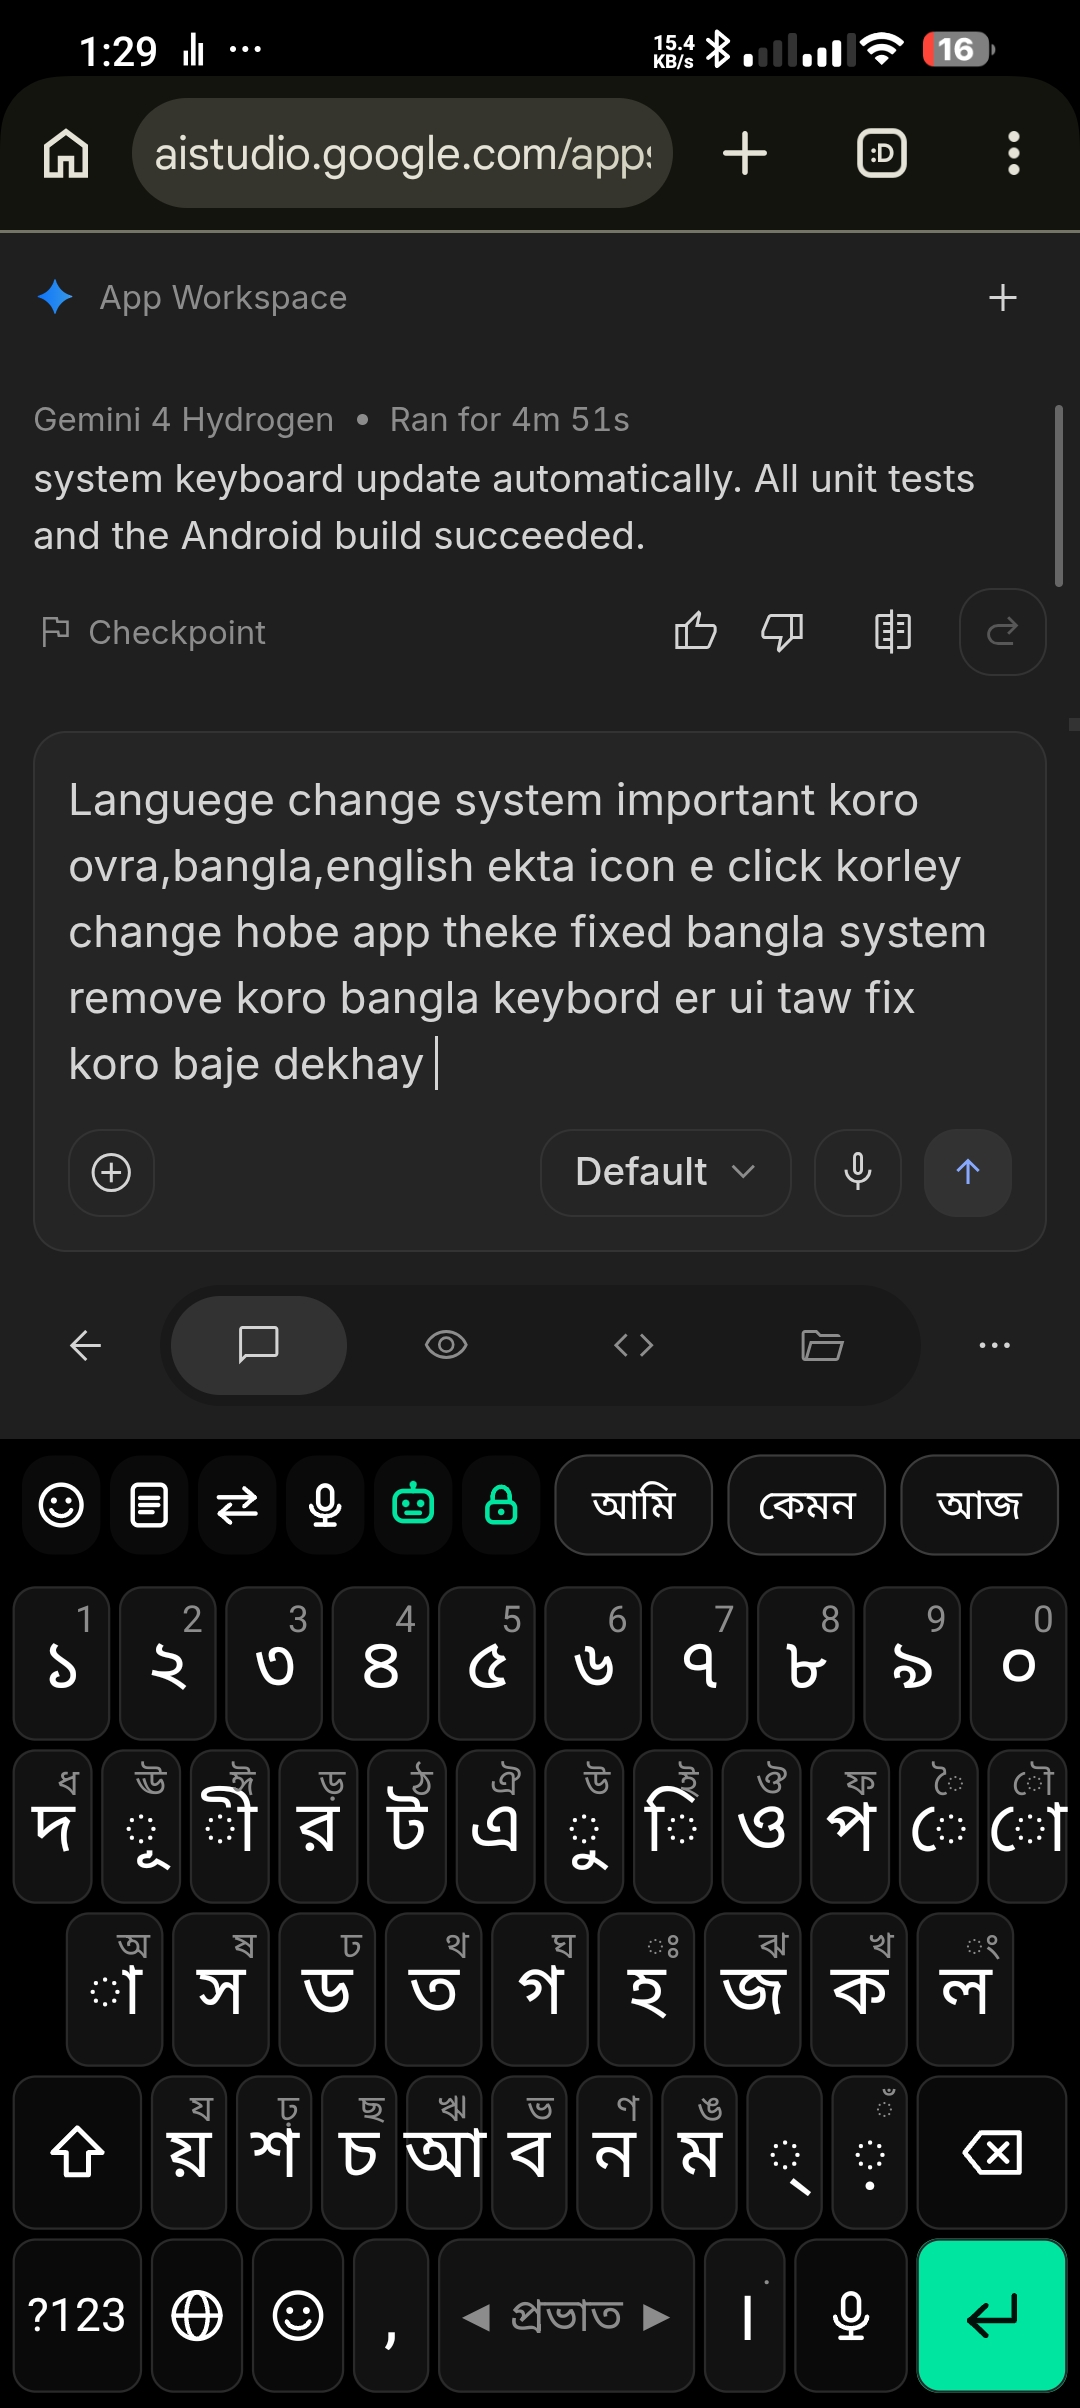 1:29
15.4
KB/s
16
aistudio.google.com/apps
:D
App Workspace
Gemini 4 Hydrogen • Ran for 4m 51s
system keyboard update automatically. All unit tests
and the Android build succeeded.
Checkpoint
Languege change system important koro
ovra,bangla,english ekta icon e click korley
change hobe app theke fixed bangla system
remove koro bangla keybord er ui taw fix
koro baje dekhay
Default
আমি কেমন আজ
1 2 3 4 5 6 7 8 9 0
১ ২ ৩ ৪ ৫ ৬ ৭ ৮ ৯ ০
ধ ঊ ঈ ড় ঠ ঐ উ ই ঔ ফ ৈ ৌ
দ ূ ী র ট এ ু ি ও প ে ো
অ ষ ঢ থ ঘ ঃ ঝ খ ং
া স ড ত গ হ জ ক ল
য ঢ় ছ ঋ ভ ণ ঙ ঁ
য় শ চ আ ব ন ম ্ ়
?123 , ◀ প্রভাত ▶ । .